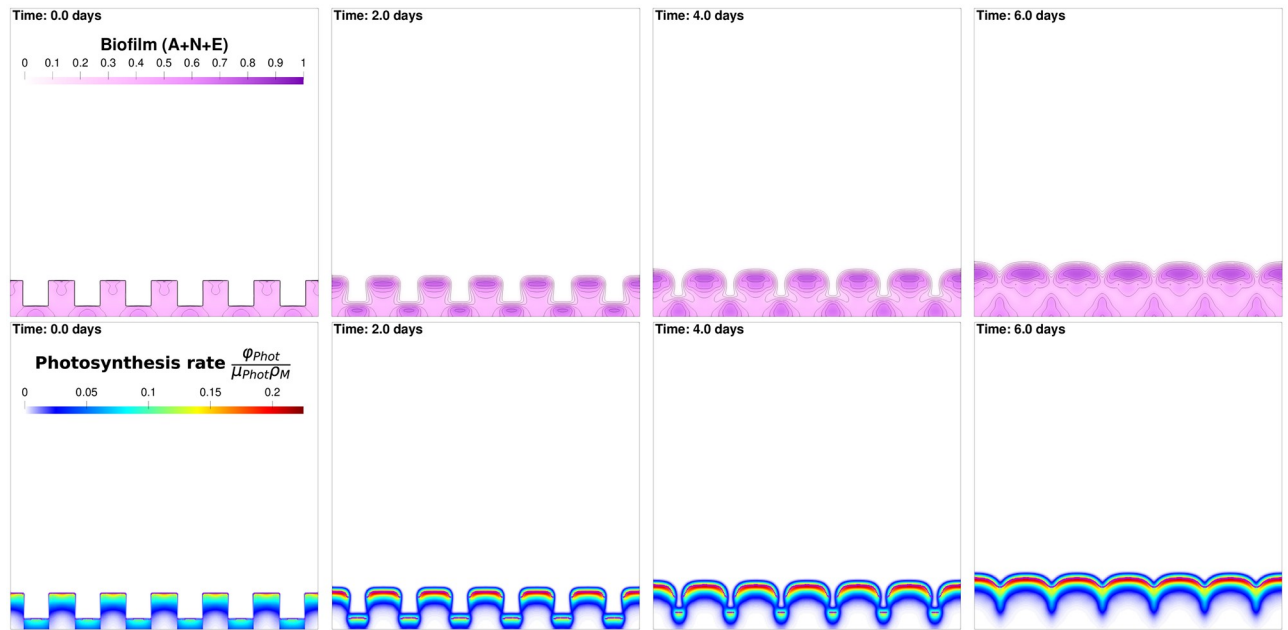 Time: 0.0 days
Biofilm (A+N+E)
0 0.1 0.2 0.3 0.4 0.5 0.6 0.7 0.8 0.9 1
Time: 2.0 days
Time: 4.0 days
Time: 6.0 days
Time: 0.0 days
Photosynthesis rate φPhot / μPhotρM
0 0.05 0.1 0.15 0.2
Time: 2.0 days
Time: 4.0 days
Time: 6.0 days